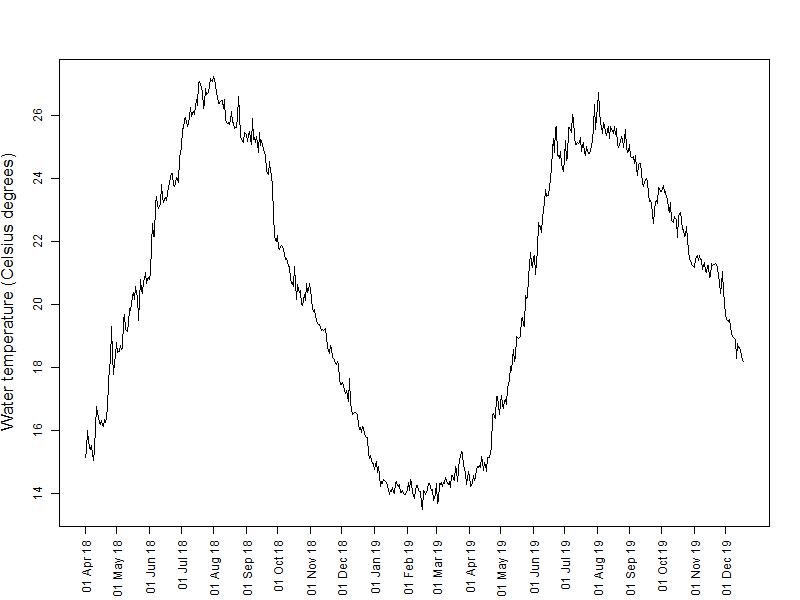 Water temperature (Celsius degrees)
26
24
22
20
18
16
14
01 Apr 18
01 May 18
01 Jun 18
01 Jul 18
01 Aug 18
01 Sep 18
01 Oct 18
01 Nov 18
01 Dec 18
01 Jan 19
01 Feb 19
01 Mar 19
01 Apr 19
01 May 19
01 Jun 19
01 Jul 19
01 Aug 19
01 Sep 19
01 Oct 19
01 Nov 19
01 Dec 19